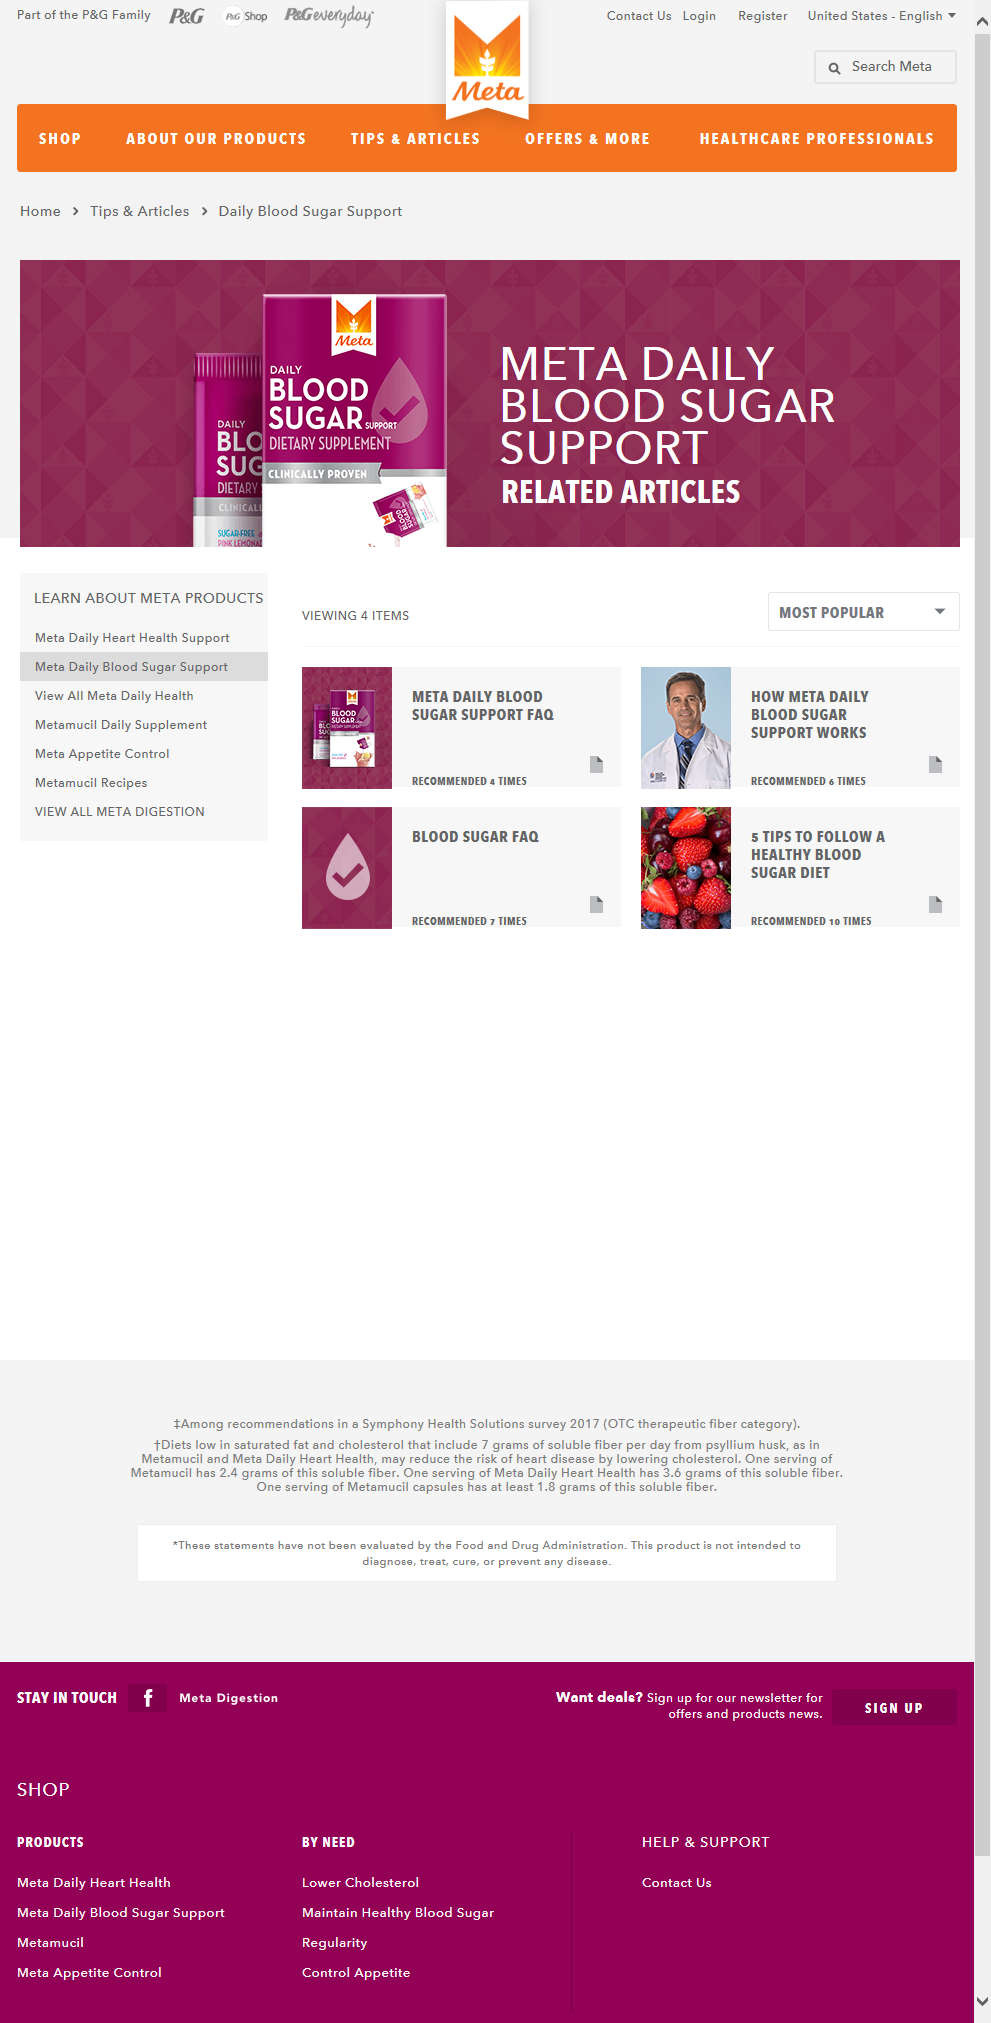 Part of the P&G Family
P&G
P&G Shop
P&G everyday
Contact Us
Login
Register
United States - English
Meta
Search Meta
SHOP
ABOUT OUR PRODUCTS
TIPS & ARTICLES
OFFERS & MORE
HEALTHCARE PROFESSIONALS
Home > Tips & Articles > Daily Blood Sugar Support
Meta
DAILY
BLOOD
SUGAR SUPPORT
DIETARY SUPPLEMENT
CLINICALLY PROVEN
DAILY
BLO
SUG
DIETARY
CLINICALL
SUGAR-FREE
PINK LEMONA
META DAILY
BLOOD SUGAR
SUPPORT
RELATED ARTICLES
LEARN ABOUT META PRODUCTS
Meta Daily Heart Health Support
Meta Daily Blood Sugar Support
View All Meta Daily Health
Metamucil Daily Supplement
Meta Appetite Control
Metamucil Recipes
VIEW ALL META DIGESTION
VIEWING 4 ITEMS
MOST POPULAR
META DAILY BLOOD
SUGAR SUPPORT FAQ
RECOMMENDED 4 TIMES
HOW META DAILY
BLOOD SUGAR
SUPPORT WORKS
RECOMMENDED 6 TIMES
BLOOD SUGAR FAQ
RECOMMENDED 7 TIMES
5 TIPS TO FOLLOW A
HEALTHY BLOOD
SUGAR DIET
RECOMMENDED 10 TIMES
‡Among recommendations in a Symphony Health Solutions survey 2017 (OTC therapeutic fiber category).
†Diets low in saturated fat and cholesterol that include 7 grams of soluble fiber per day from psyllium husk, as in
Metamucil and Meta Daily Heart Health, may reduce the risk of heart disease by lowering cholesterol. One serving of
Metamucil has 2.4 grams of this soluble fiber. One serving of Meta Daily Heart Health has 3.6 grams of this soluble fiber.
One serving of Metamucil capsules has at least 1.8 grams of this soluble fiber.
*These statements have not been evaluated by the Food and Drug Administration. This product is not intended to
diagnose, treat, cure, or prevent any disease.
STAY IN TOUCH
f
Meta Digestion
Want deals? Sign up for our newsletter for
offers and products news.
SIGN UP
SHOP
PRODUCTS
Meta Daily Heart Health
Meta Daily Blood Sugar Support
Metamucil
Meta Appetite Control
BY NEED
Lower Cholesterol
Maintain Healthy Blood Sugar
Regularity
Control Appetite
HELP & SUPPORT
Contact Us